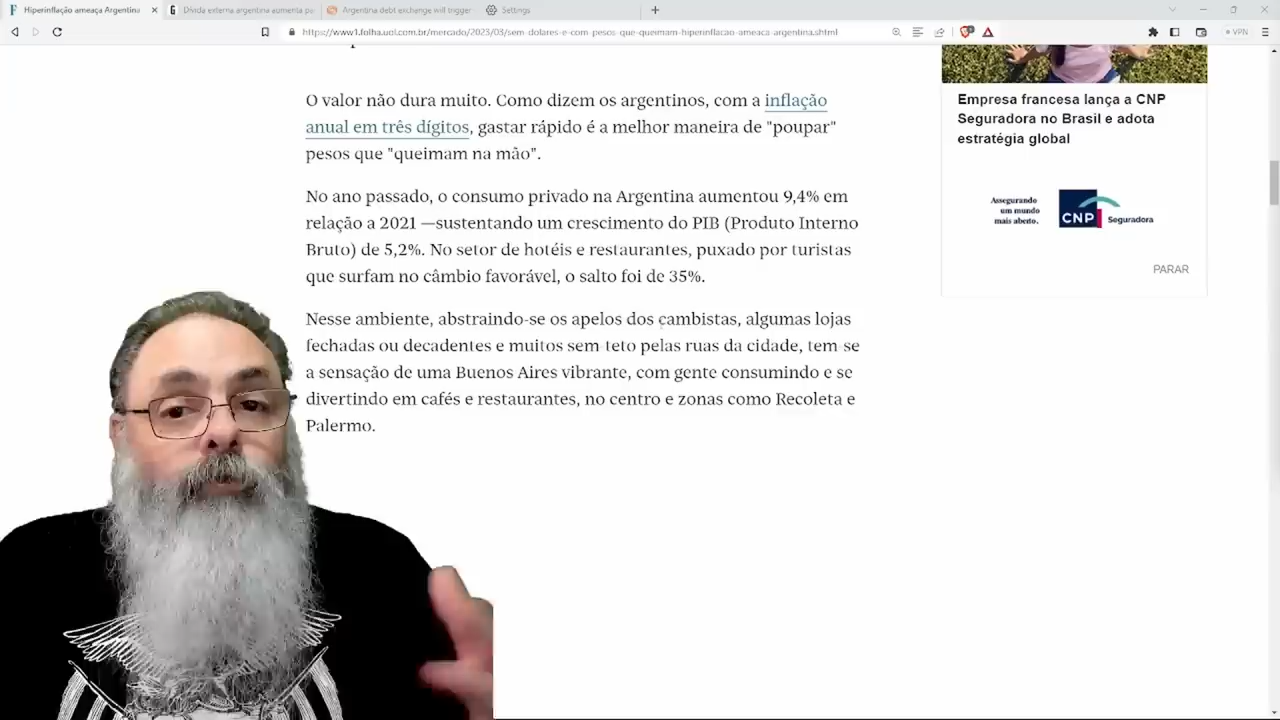 Hiperinflação ameaça Argentina
Dívida externa argentina aumenta pu
Argentina debt exchange will trigger
Settings
https://www1.folha.uol.com.br/mercado/2023/03/sem-dolares-e-com-pesos-que-queimam-hiperinflacao-ameaca-argentina.shtml
VPN
O valor não dura muito. Como dizem os argentinos, com a inflação
anual em três dígitos, gastar rápido é a melhor maneira de "poupar"
pesos que "queimam na mão".
No ano passado, o consumo privado na Argentina aumentou 9,4% em
relação a 2021 —sustentando um crescimento do PIB (Produto Interno
Bruto) de 5,2%. No setor de hotéis e restaurantes, puxado por turistas
que surfam no câmbio favorável, o salto foi de 35%.
Nesse ambiente, abstraindo-se os apelos dos cambistas, algumas lojas
fechadas ou decadentes e muitos sem-teto pelas ruas da cidade, tem-se
a sensação de uma Buenos Aires vibrante, com gente consumindo e se
divertindo em cafés e restaurantes, no centro e zonas como Recoleta e
Palermo.
Empresa francesa lança a CNP
Seguradora no Brasil e adota
estratégia global
Assegurando
um mundo
mais aberto.
CNP Seguradora
PARAR